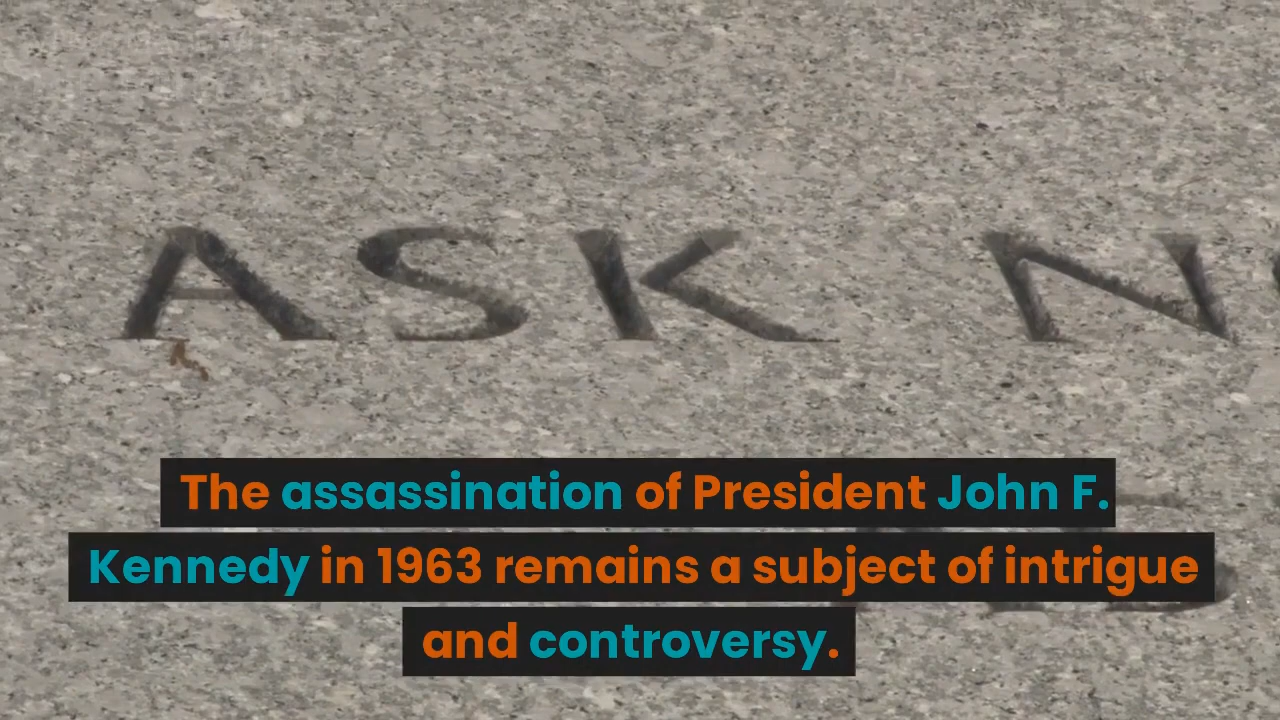 ASK N
The assassination of President John F.
Kennedy in 1963 remains a subject of intrigue
and controversy.